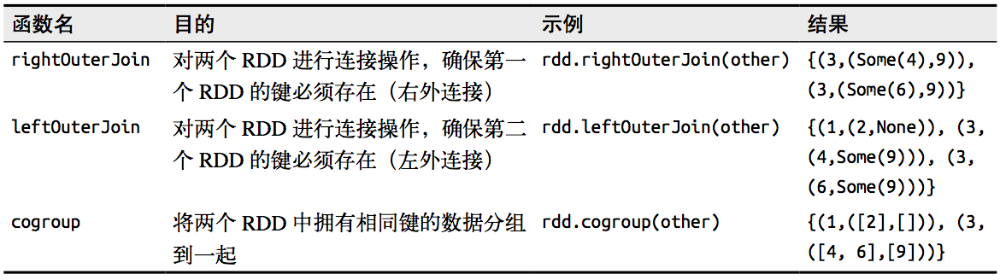 函数名 目的 示例 结果
rightOuterJoin 对两个 RDD 进行连接操作，确保第一 rdd.rightOuterJoin(other) {(3,(Some(4),9)),
个 RDD 的键必须存在（右外连接） (3,(Some(6),9))}
leftOuterJoin 对两个 RDD 进行连接操作，确保第二 rdd.leftOuterJoin(other) {(1,(2,None)), (3,
个 RDD 的键必须存在（左外连接） (4,Some(9))), (3,
(6,Some(9)))}
cogroup 将两个 RDD 中拥有相同键的数据分组 rdd.cogroup(other) {(1,([2],[])), (3,
到一起 ([4, 6],[9]))}